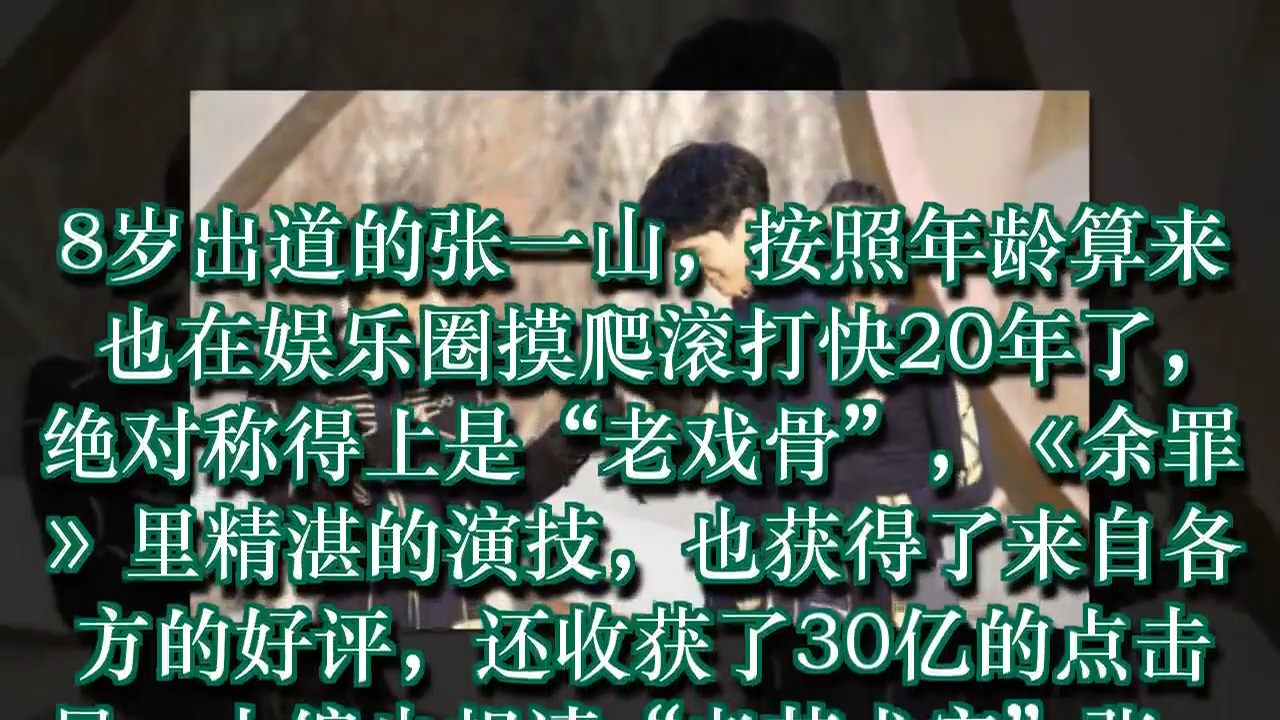 8岁出道的张一山，按照年龄算来
也在娱乐圈摸爬滚打快20年了，
绝对称得上是“老戏骨”，《余罪
》里精湛的演技，也获得了来自各
方的好评，还收获了30亿的点击